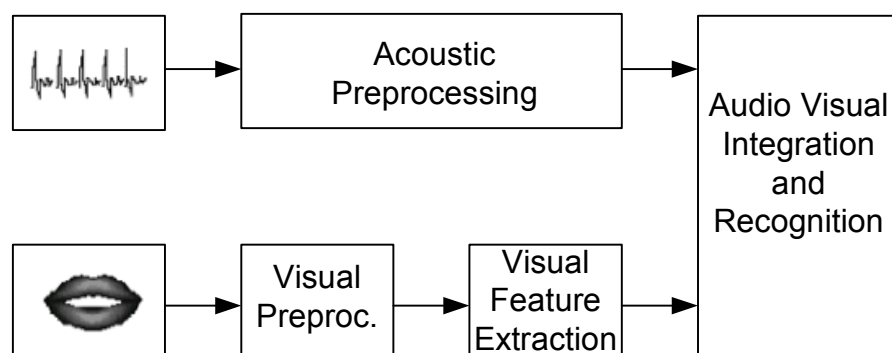 Acoustic
Preprocessing
Audio Visual
Integration
and
Recognition
Visual
Preproc.
Visual
Feature
Extraction